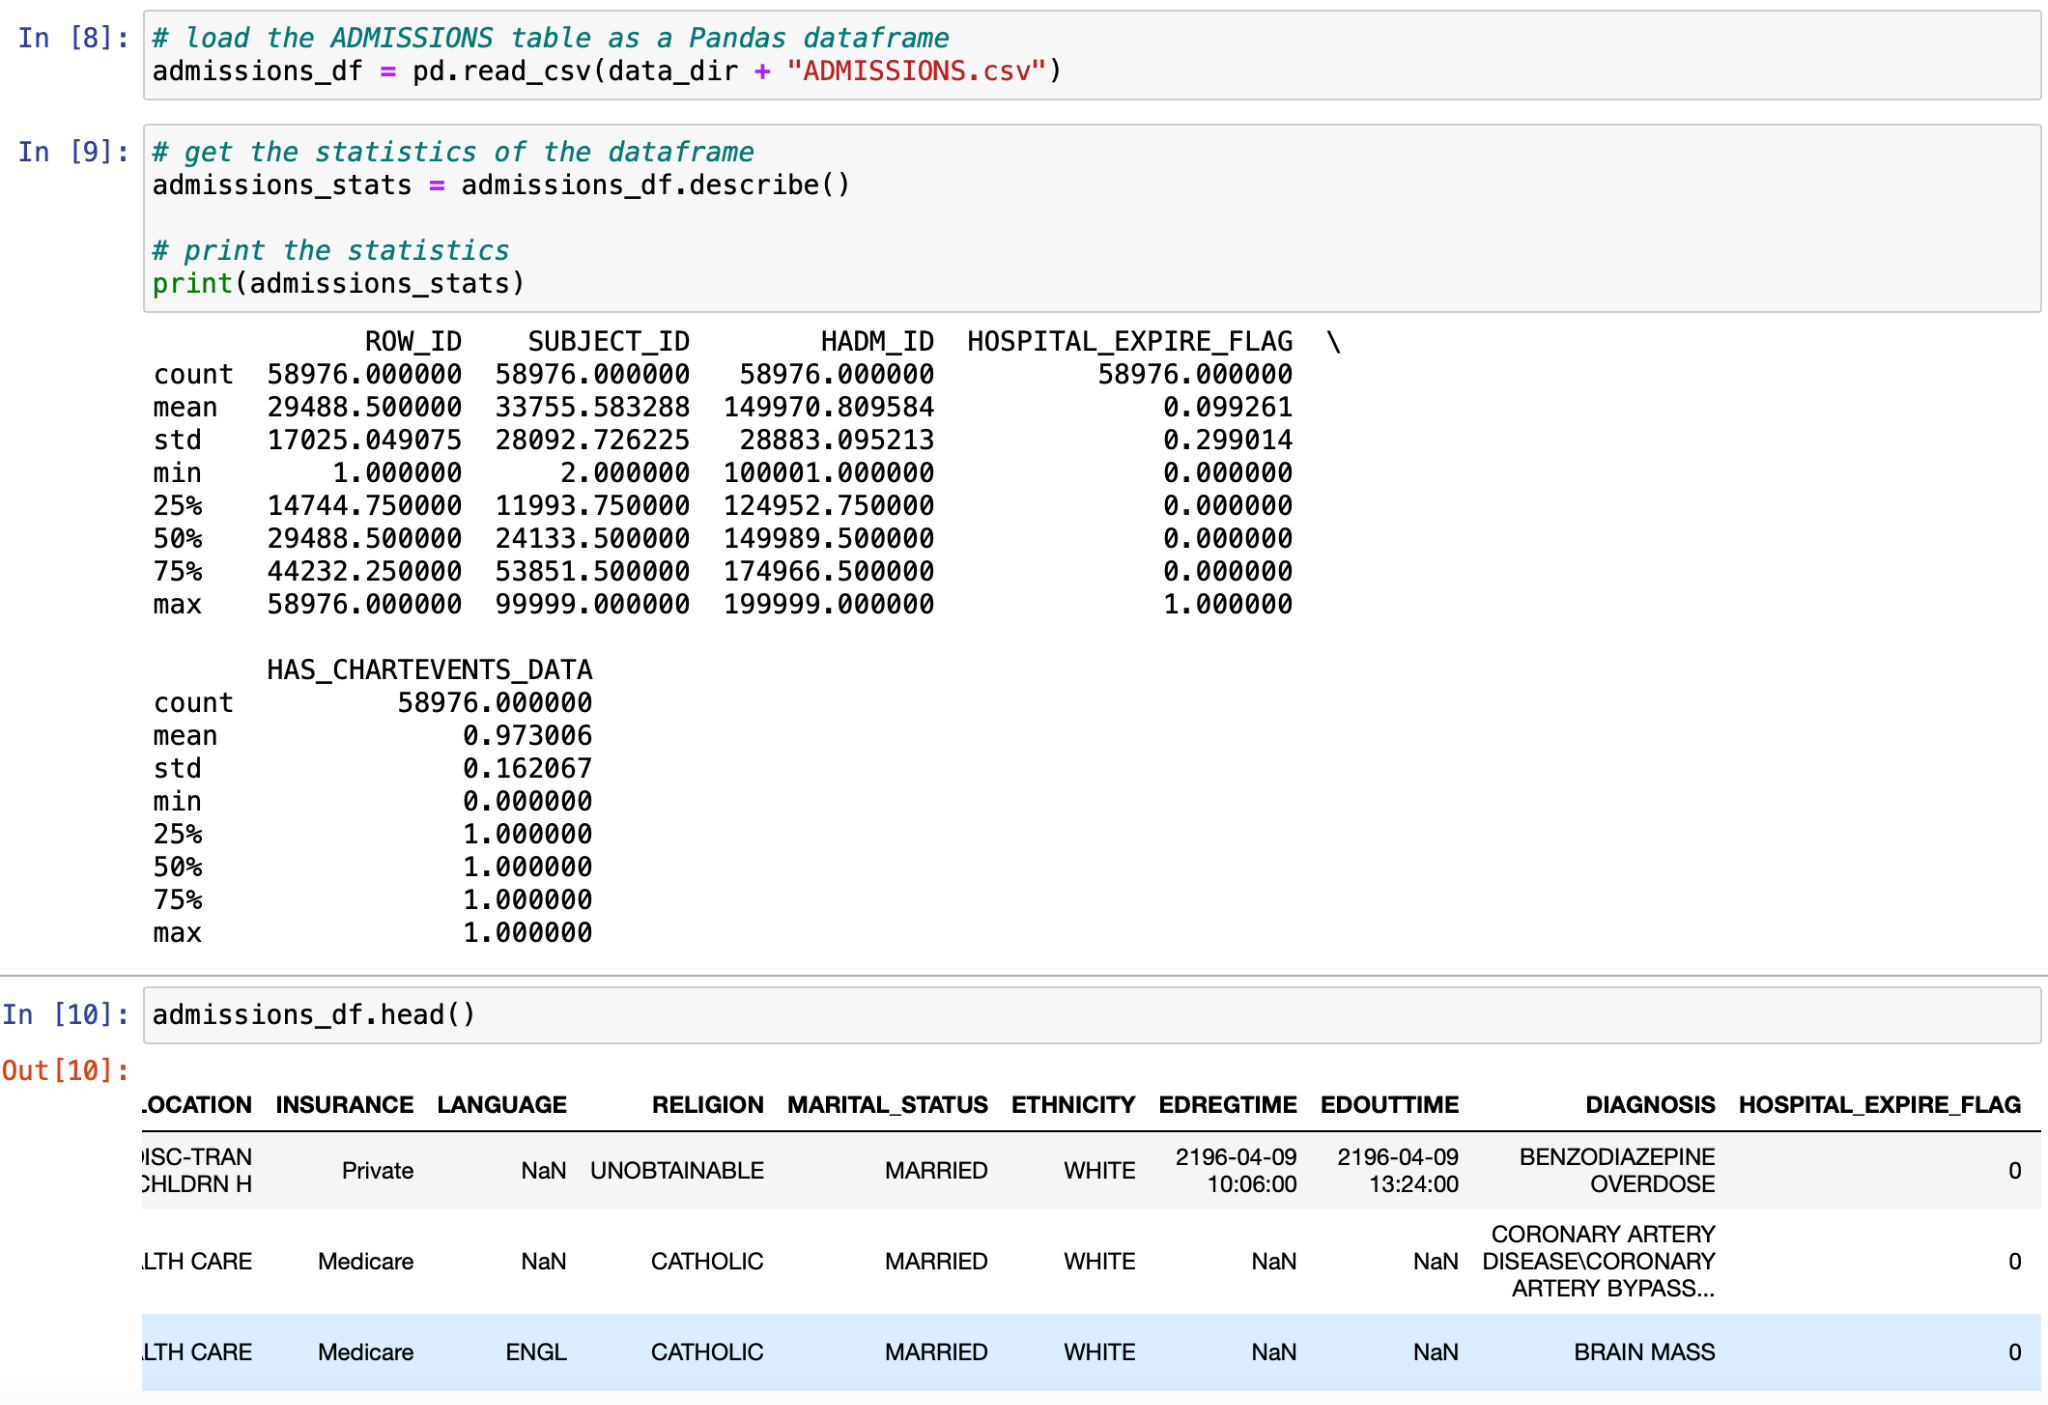 In [8]: # load the ADMISSIONS table as a Pandas dataframe
admissions_df = pd.read_csv(data_dir + "ADMISSIONS.csv")
In [9]: # get the statistics of the dataframe
admissions_stats = admissions_df.describe()
# print the statistics
print(admissions_stats)
ROW_ID SUBJECT_ID HADM_ID HOSPITAL_EXPIRE_FLAG \
count 58976.000000 58976.000000 58976.000000 58976.000000
mean 29488.500000 33755.583288 149970.809584 0.099261
std 17025.049075 28092.726225 28883.095213 0.299014
min 1.000000 2.000000 100001.000000 0.000000
25% 14744.750000 11993.750000 124952.750000 0.000000
50% 29488.500000 24133.500000 149989.500000 0.000000
75% 44232.250000 53851.500000 174966.500000 0.000000
max 58976.000000 99999.000000 199999.000000 1.000000
HAS_CHARTEVENTS_DATA
count 58976.000000
mean 0.973006
std 0.162067
min 0.000000
25% 1.000000
50% 1.000000
75% 1.000000
max 1.000000
In [10]: admissions_df.head()
Out[10]:
LOCATION INSURANCE LANGUAGE RELIGION MARITAL_STATUS ETHNICITY EDREGTIME EDOUTTIME DIAGNOSIS HOSPITAL_EXPIRE_FLAG
ISC-TRAN 2196-04-09 2196-04-09 BENZODIAZEPINE
Private NaN UNOBTAINABLE MARRIED WHITE 0
CHLDRN H 10:06:00 13:24:00 OVERDOSE
CORONARY ARTERY
LTH CARE Medicare NaN CATHOLIC MARRIED WHITE NaN NaN DISEASE\CORONARY 0
ARTERY BYPASS...
LTH CARE Medicare ENGL CATHOLIC MARRIED WHITE NaN NaN BRAIN MASS 0